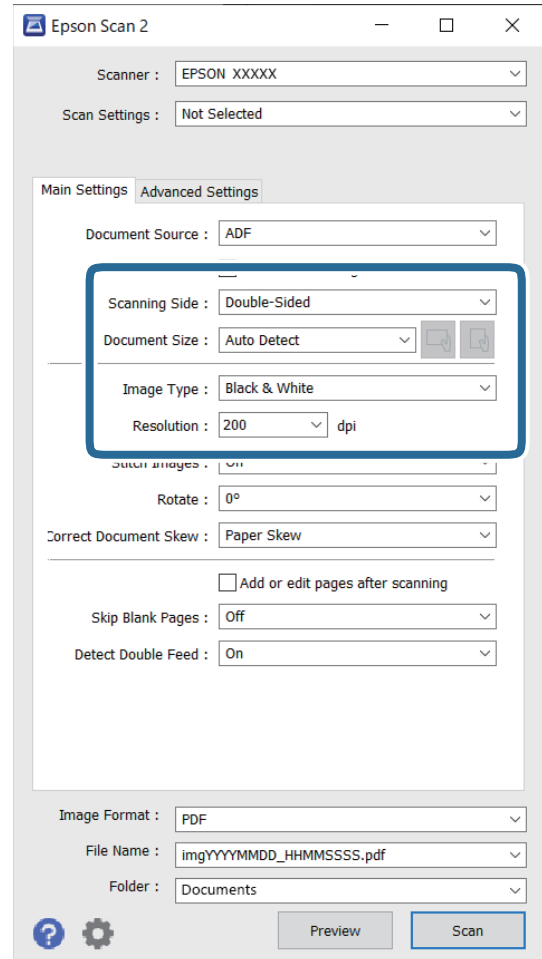 Epson Scan 2
Scanner : EPSON XXXXX
Scan Settings : Not Selected
Main Settings Advanced Settings
Document Source : ADF
Scanning Side : Double-Sided
Document Size : Auto Detect
Image Type : Black & White
Resolution : 200 dpi
Stitch Images : Off
Rotate : 0°
Correct Document Skew : Paper Skew
Add or edit pages after scanning
Skip Blank Pages : Off
Detect Double Feed : On
Image Format : PDF
File Name : imgYYYYMMDD_HHMMSSSS.pdf
Folder : Documents
? Preview Scan